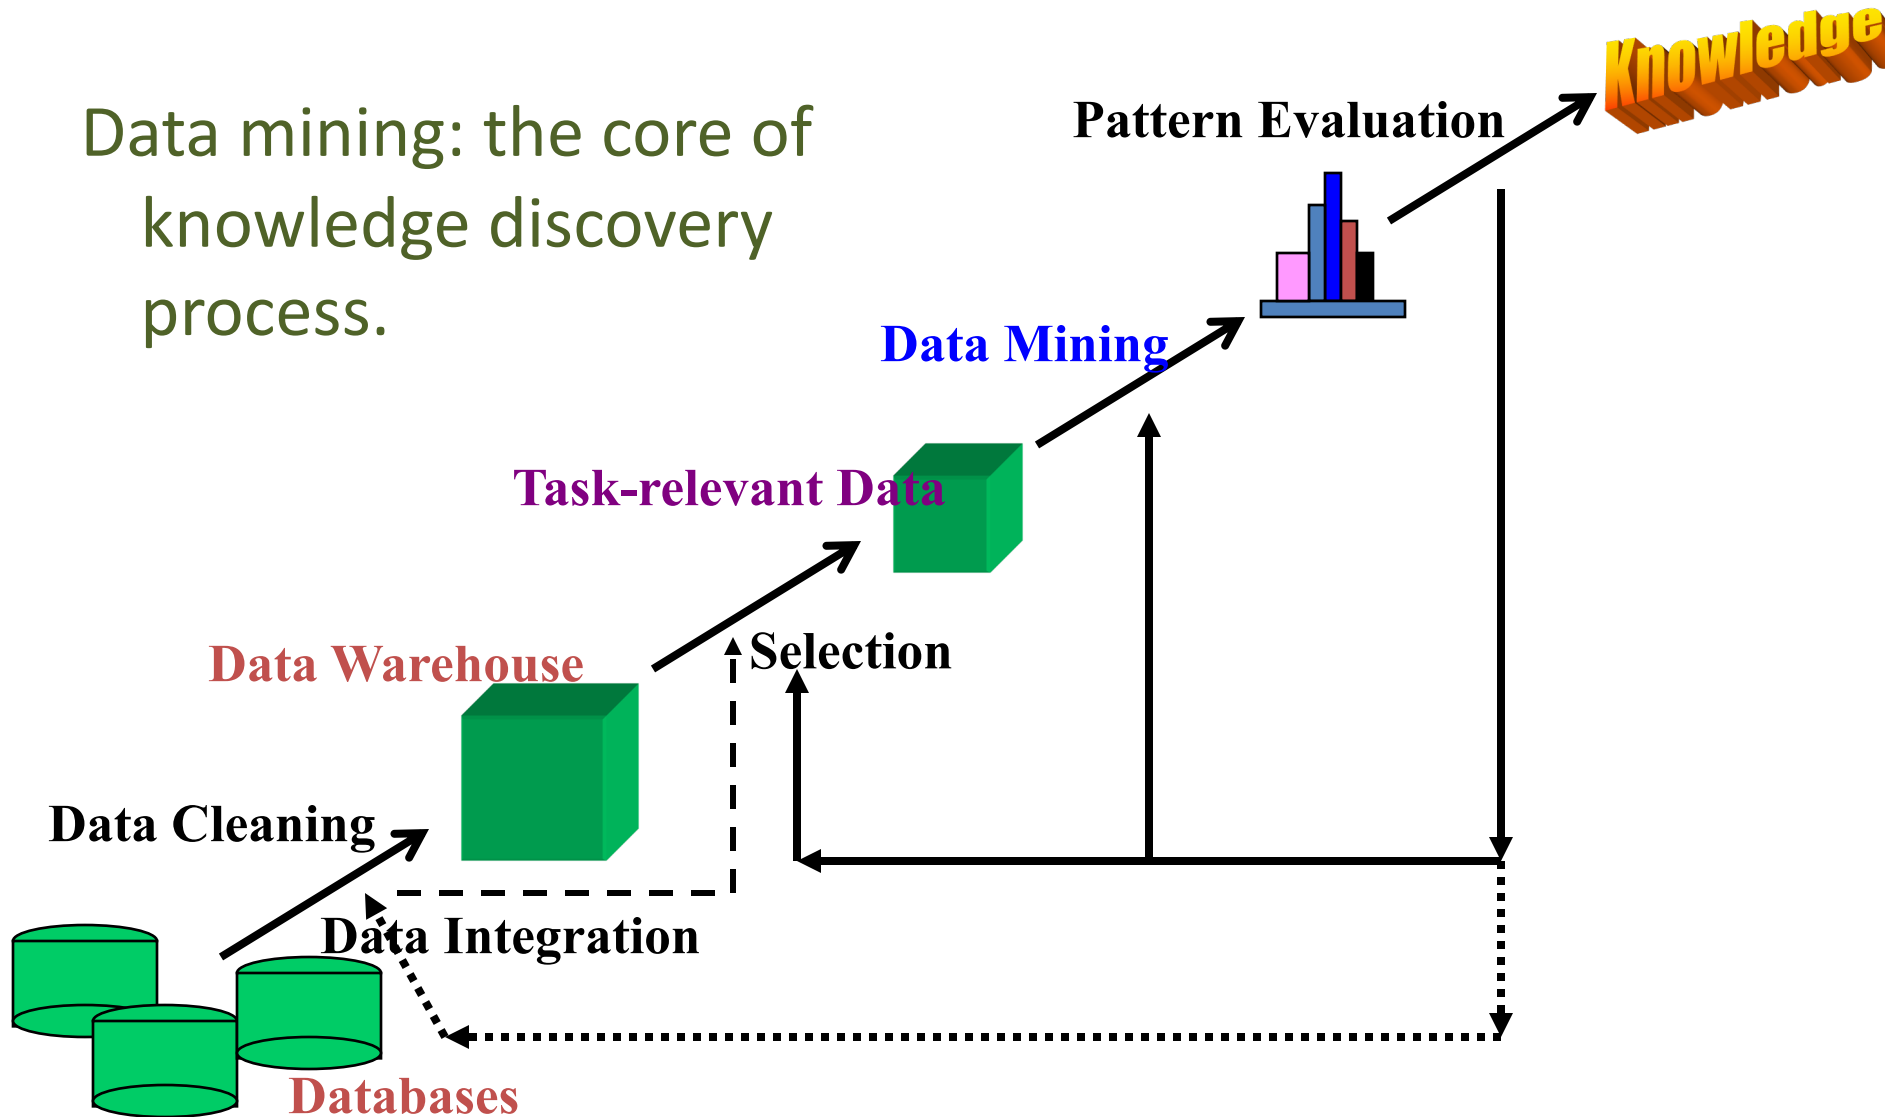 Knowledge
Pattern Evaluation
Data mining: the core of
knowledge discovery
process.
Data Mining
Task-relevant Data
Selection
Data Warehouse
Data Cleaning
Data Integration
Databases